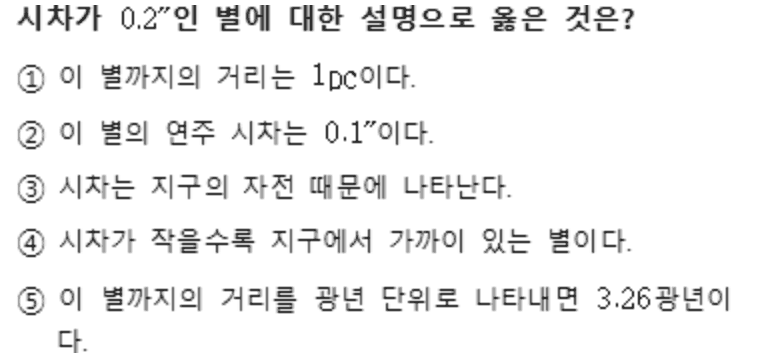 시차가 0.2″인 별에 대한 설명으로 옳은 것은?
① 이 별까지의 거리는 1pc이다.
② 이 별의 연주 시차는 0.1″이다.
③ 시차는 지구의 자전 때문에 나타난다.
④ 시차가 작을수록 지구에서 가까이 있는 별이다.
⑤ 이 별까지의 거리를 광년 단위로 나타내면 3.26광년이
다.